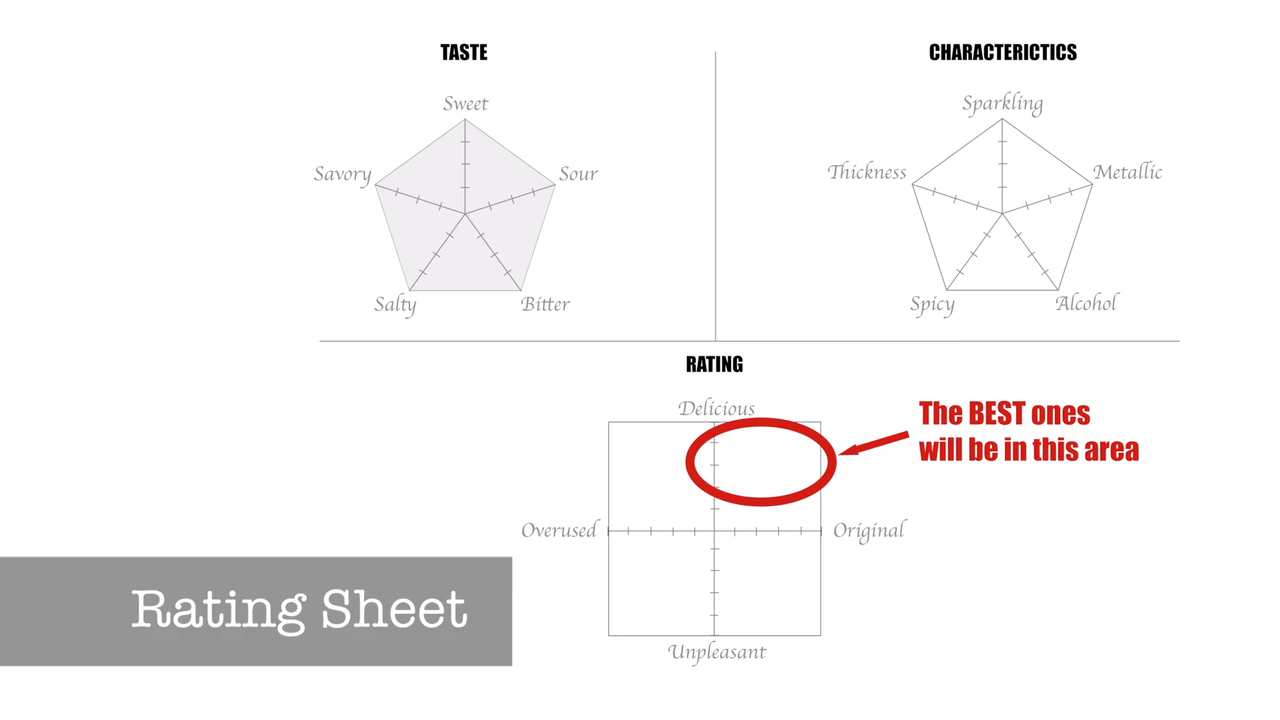 TASTE
CHARACTERICTICS
Sweet
Sparkling
Savory
Sour
Thickness
Metallic
Salty
Bitter
Spicy
Alcohol
RATING
Delicious
The BEST ones
will be in this area
Overused
Original
Rating Sheet
Unpleasant